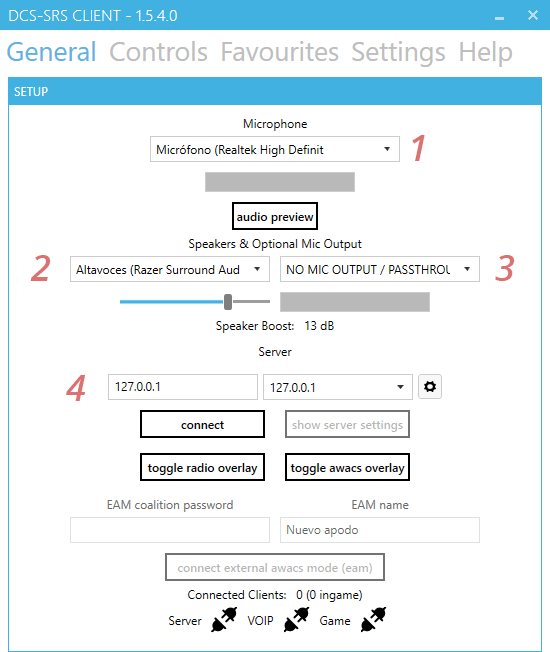 DCS-SRS CLIENT - 1.5.4.0
General Controls Favourites Settings Help
SETUP
Microphone
Micrófono (Realtek High Definit
1
audio preview
Speakers & Optional Mic Output
2
Altavoces (Razer Surround Aud
NO MIC OUTPUT / PASSTHROU
3
Speaker Boost: 13 dB
Server
4
127.0.0.1
127.0.0.1
connect
show server settings
toggle radio overlay
toggle awacs overlay
EAM coalition password
EAM name
Nuevo apodo
connect external awacs mode (eam)
Connected Clients: 0 (0 ingame)
Server VOIP Game